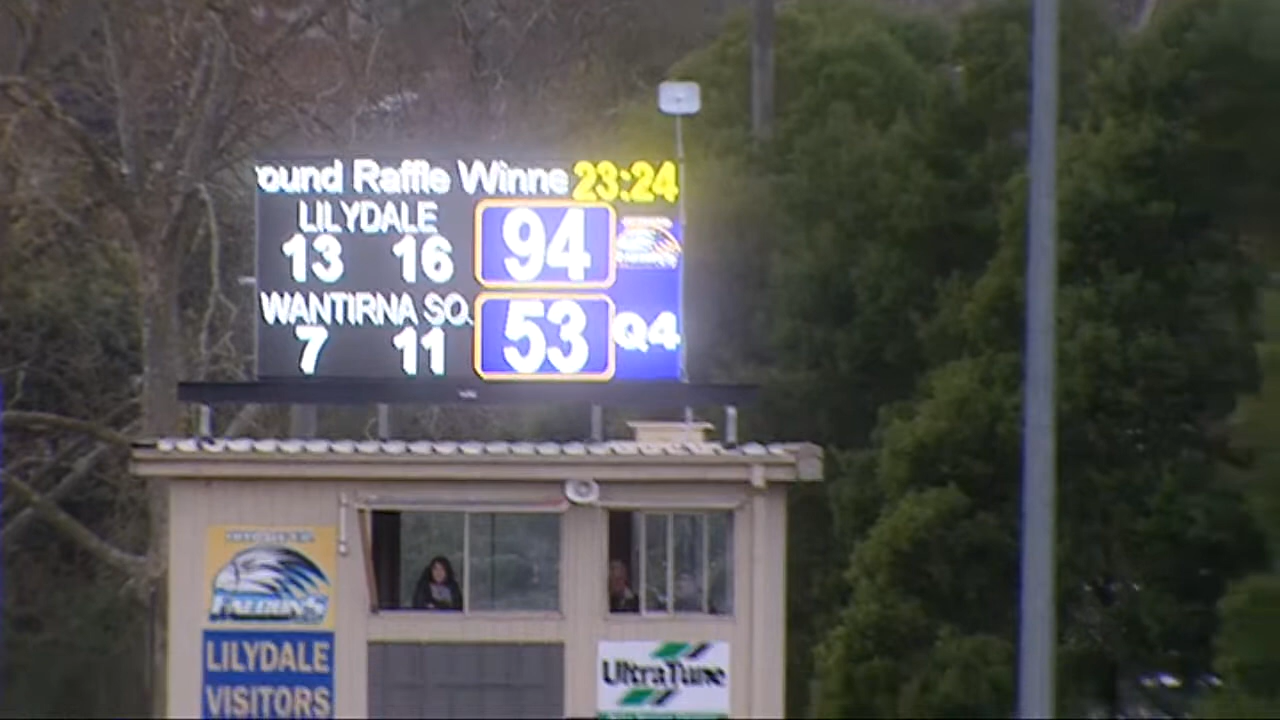 ound Raffle Winne 23:24
LILYDALE
13 16 94
WANTIRNA SO.
7 11 53 Q4
FALCONS
LILYDALE
VISITORS
UltraTune